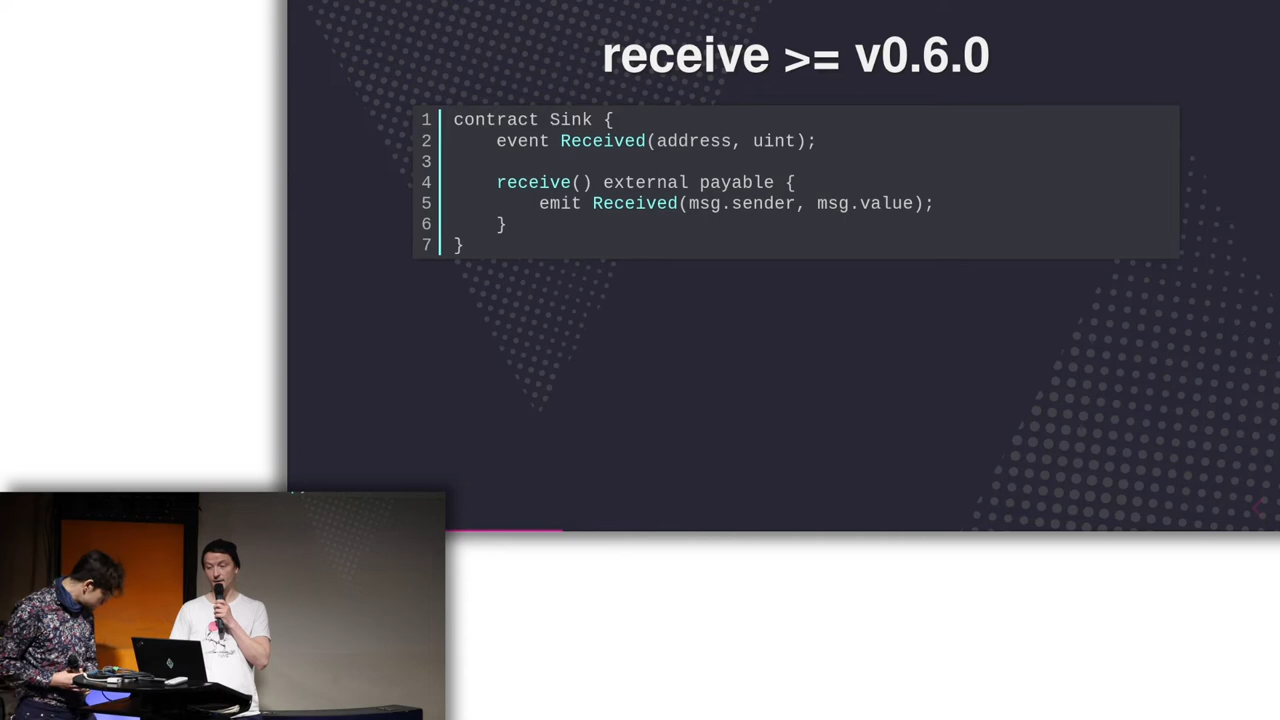 receive >= v0.6.0
1 contract Sink {
2     event Received(address, uint);
3
4     receive() external payable {
5         emit Received(msg.sender, msg.value);
6     }
7 }